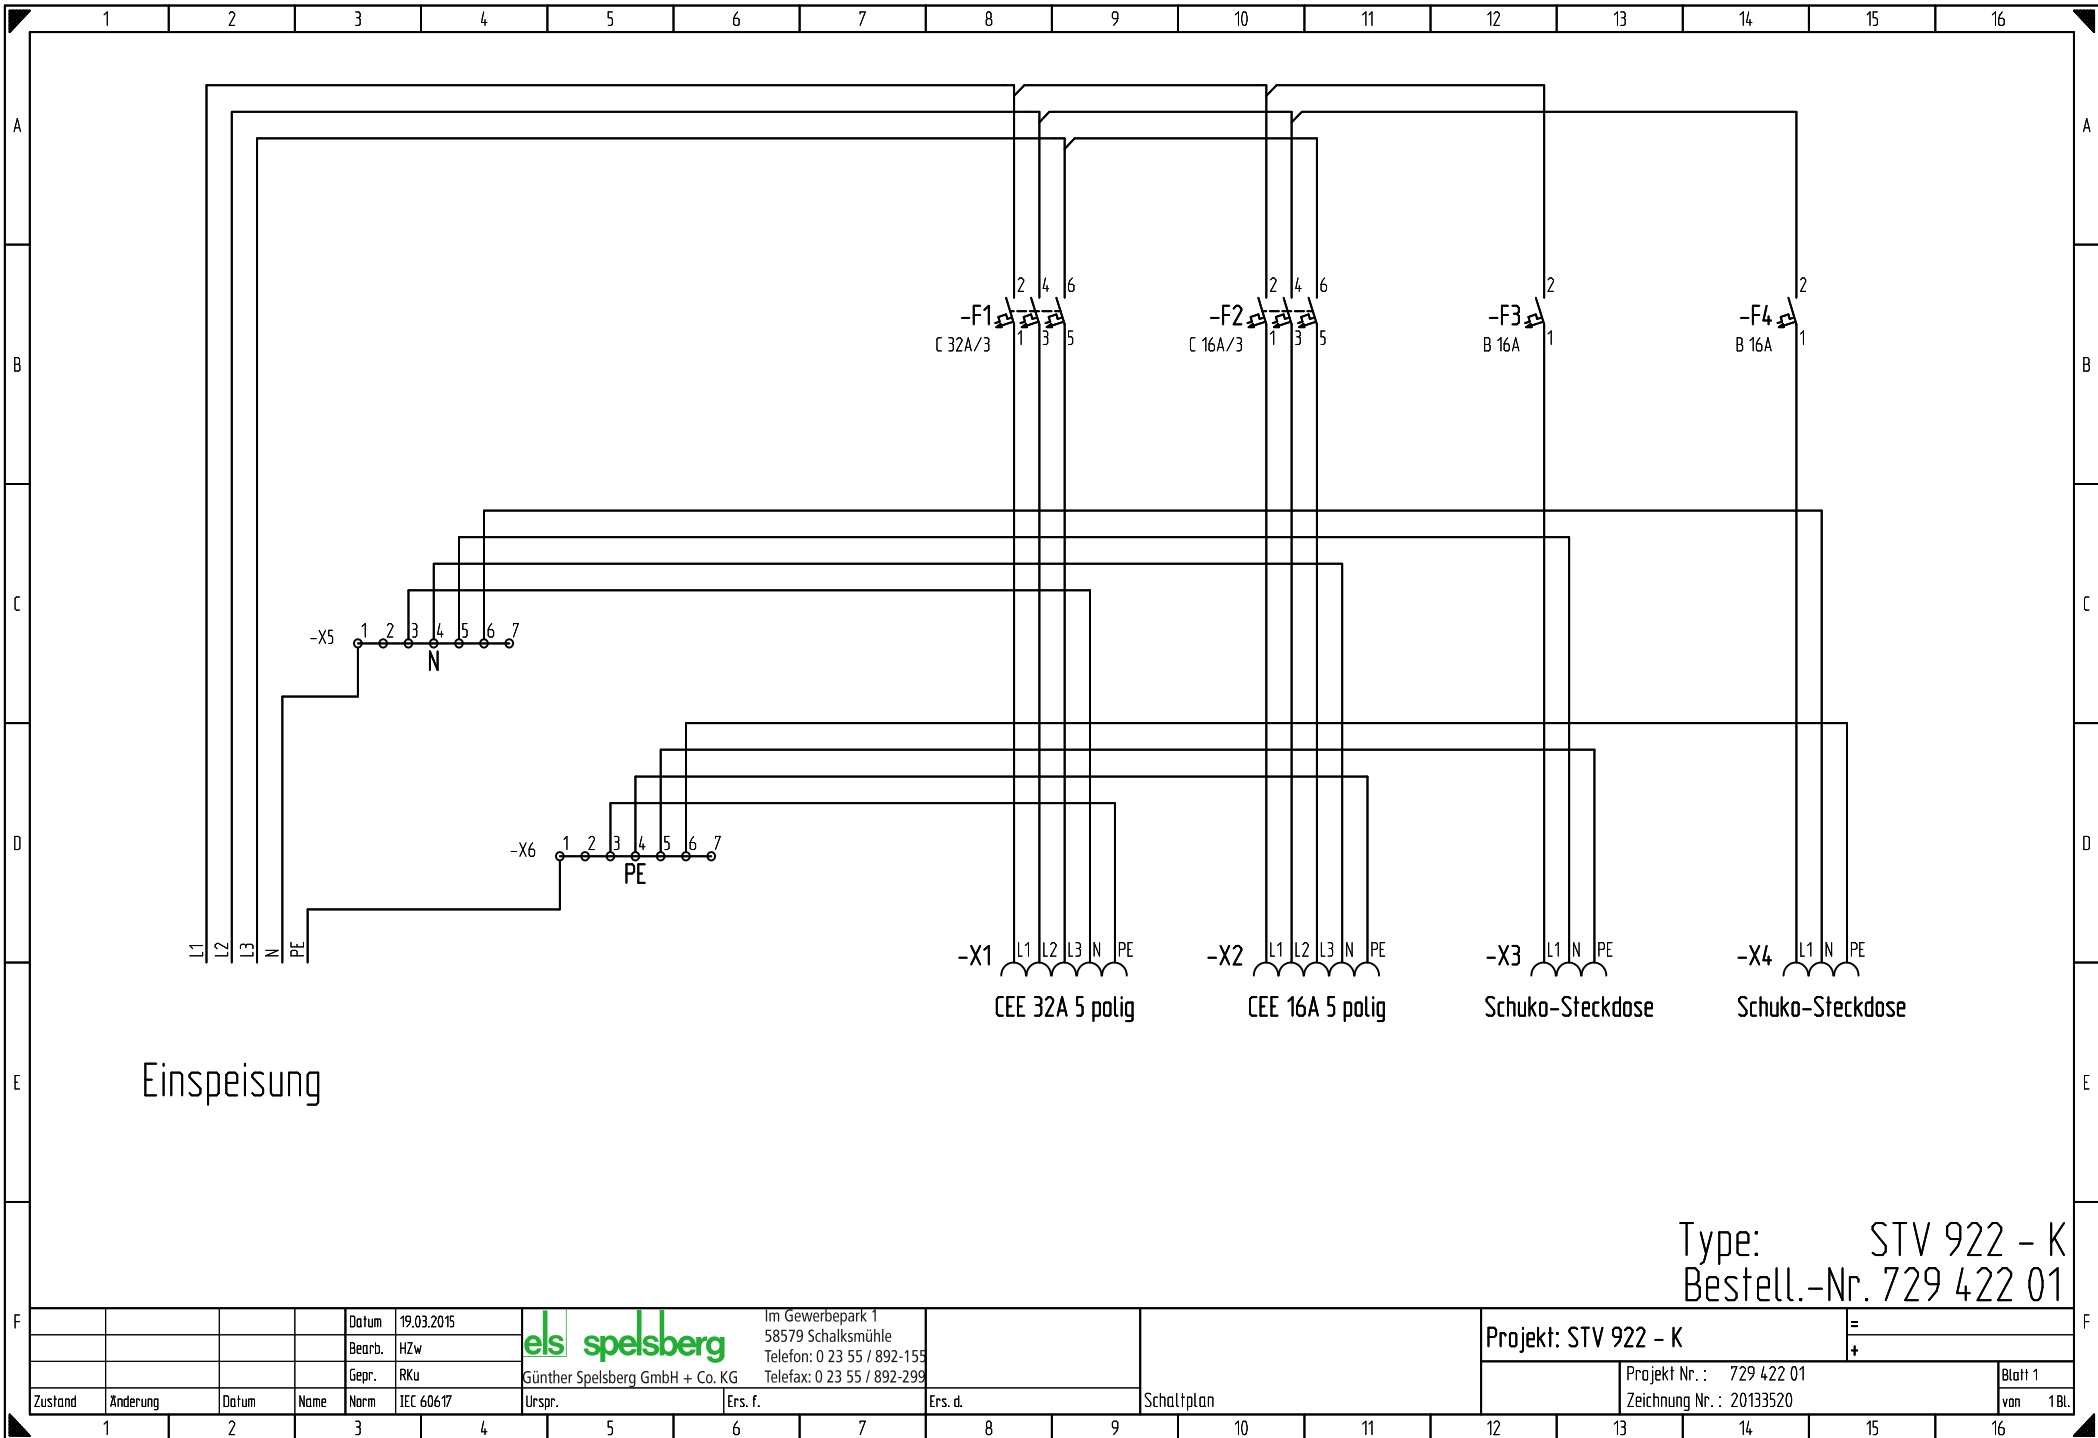 1 2 3 4 5 6 7 8 9 10 11 12 13 14 15 16
A A
2 4 6 2 4 6 2 2
-F1 -F2 -F3 -F4
1 3 5 1 3 5 1 1
C 32A/3 C 16A/3 B 16A B 16A
B B
C C
-X5 1 2 3 4 5 6 7
N
D D
-X6 1 2 3 4 5 6 7
PE
L1 L2 L3 N PE
-X1 L1 L2 L3 N PE -X2 L1 L2 L3 N PE -X3 L1 N PE -X4 L1 N PE
CEE 32A 5 polig CEE 16A 5 polig Schuko-Steckdose Schuko-Steckdose
Einspeisung
E E
Type: STV 922 - K
Bestell.-Nr. 729 422 01
F F
Datum 19.03.2015
Bearb. HZw
Gepr. RKu
Zustand Änderung Datum Name Norm IEC 60617
els spelsberg
Günther Spelsberg GmbH + Co. KG
Im Gewerbepark 1
58579 Schalksmühle
Telefon: 0 23 55 / 892-155
Telefax: 0 23 55 / 892-299
Urspr. Ers. f. Ers. d.
Schaltplan
Projekt: STV 922 - K
=
+
Projekt Nr. : 729 422 01
Zeichnung Nr. : 20133520
Blatt 1
von 1 Bl.
1 2 3 4 5 6 7 8 9 10 11 12 13 14 15 16